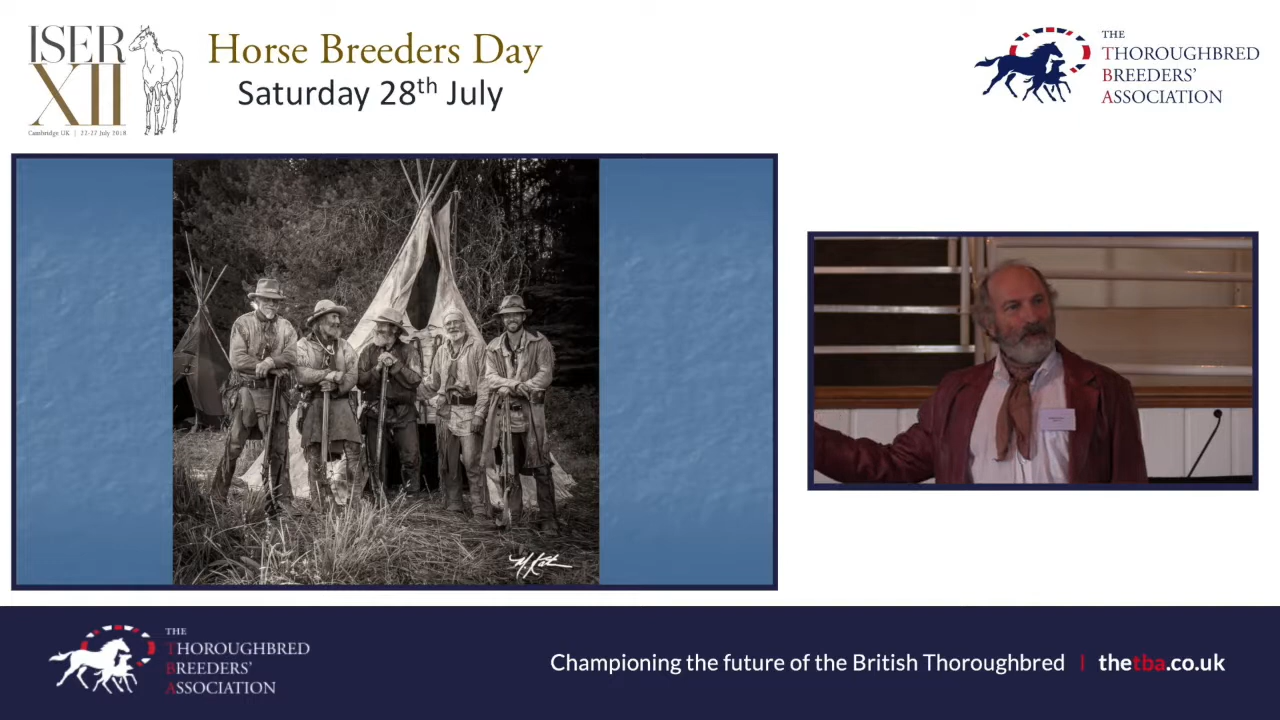 ISER
XII
Cambridge UK | 22-27 July 2018
Horse Breeders Day
Saturday 28th July
THE
THOROUGHBRED
BREEDERS'
ASSOCIATION
M. Kat
THE
THOROUGHBRED
BREEDERS'
ASSOCIATION
Championing the future of the British Thoroughbred | thetba.co.uk